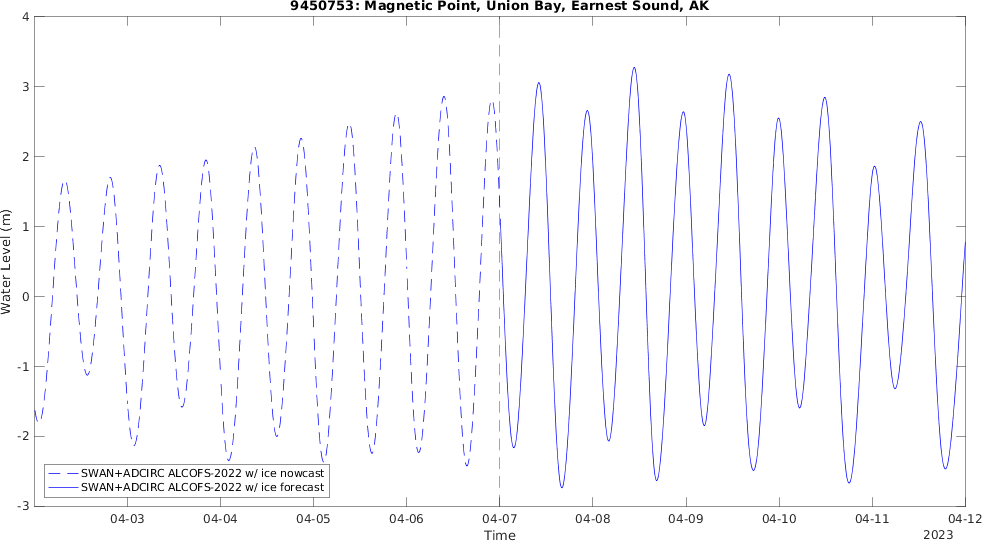 9450753: Magnetic Point, Union Bay, Earnest Sound, AK
4
3
2
1
0
-1
-2
-3
Water Level (m)
SWAN+ADCIRC ALCOFS-2022 w/ ice nowcast
SWAN+ADCIRC ALCOFS-2022 w/ ice forecast
04-03 04-04 04-05 04-06 04-07 04-08 04-09 04-10 04-11 04-12
Time
2023